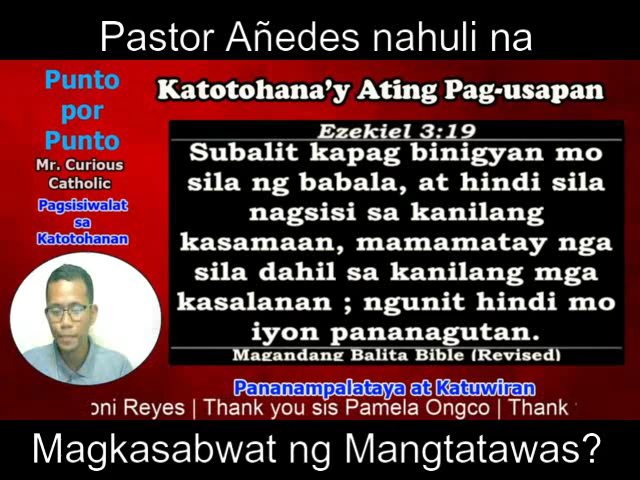 Pastor Añedes nahuli na
Punto
por
Punto
Mr. Curious
Catholic
Pagsisiwalat
sa
Katotohanan
Katotohana'y Ating Pag-usapan
Ezekiel 3:19
Subalit kapag binigyan mo
sila ng babala, at hindi sila
nagsisi sa kanilang
kasamaan, mamamatay nga
sila dahil sa kanilang mga
kasalanan ; ngunit hindi mo
iyon pananagutan.
Magandang Balita Bible (Revised)
Pananampalataya at Katuwiran
oni Reyes | Thank you sis Pamela Ongco | Thank
Magkasabwat ng Mangtatawas?